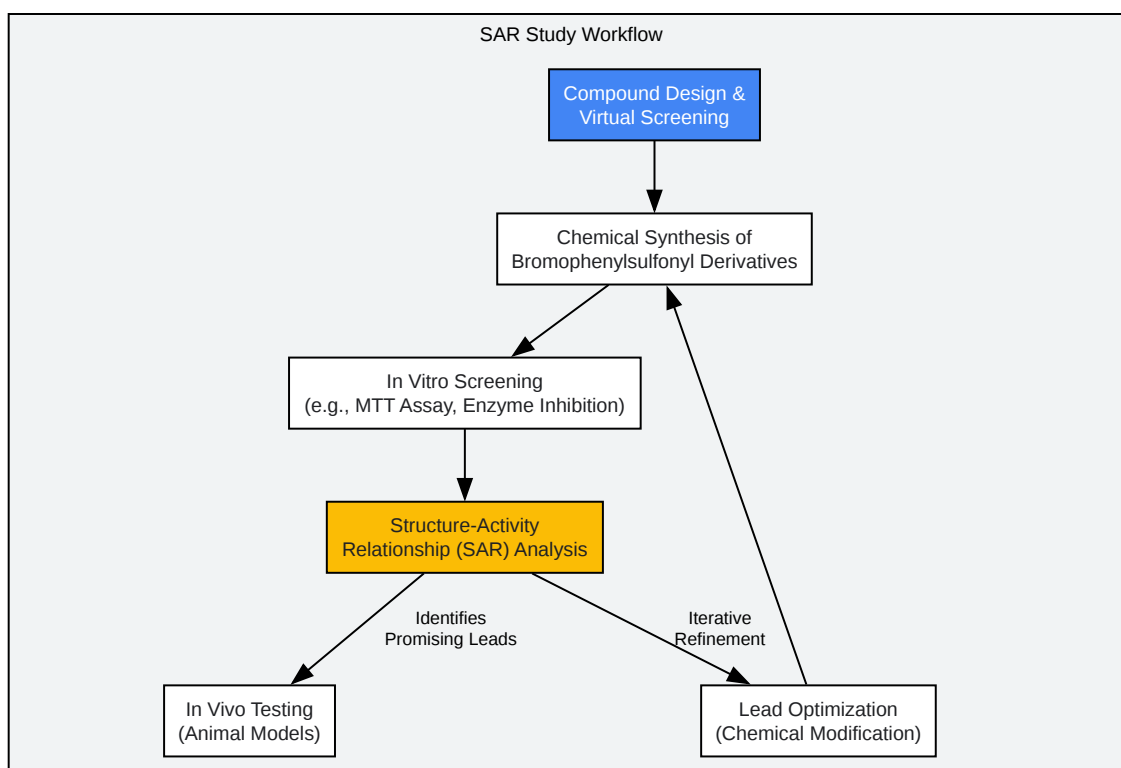 SAR Study Workflow
Compound Design &
Virtual Screening
Chemical Synthesis of
Bromophenylsulfonyl Derivatives
In Vitro Screening
(e.g., MTT Assay, Enzyme Inhibition)
Structure-Activity
Relationship (SAR) Analysis
Identifies
Promising Leads
Iterative
Refinement
In Vivo Testing
(Animal Models)
Lead Optimization
(Chemical Modification)